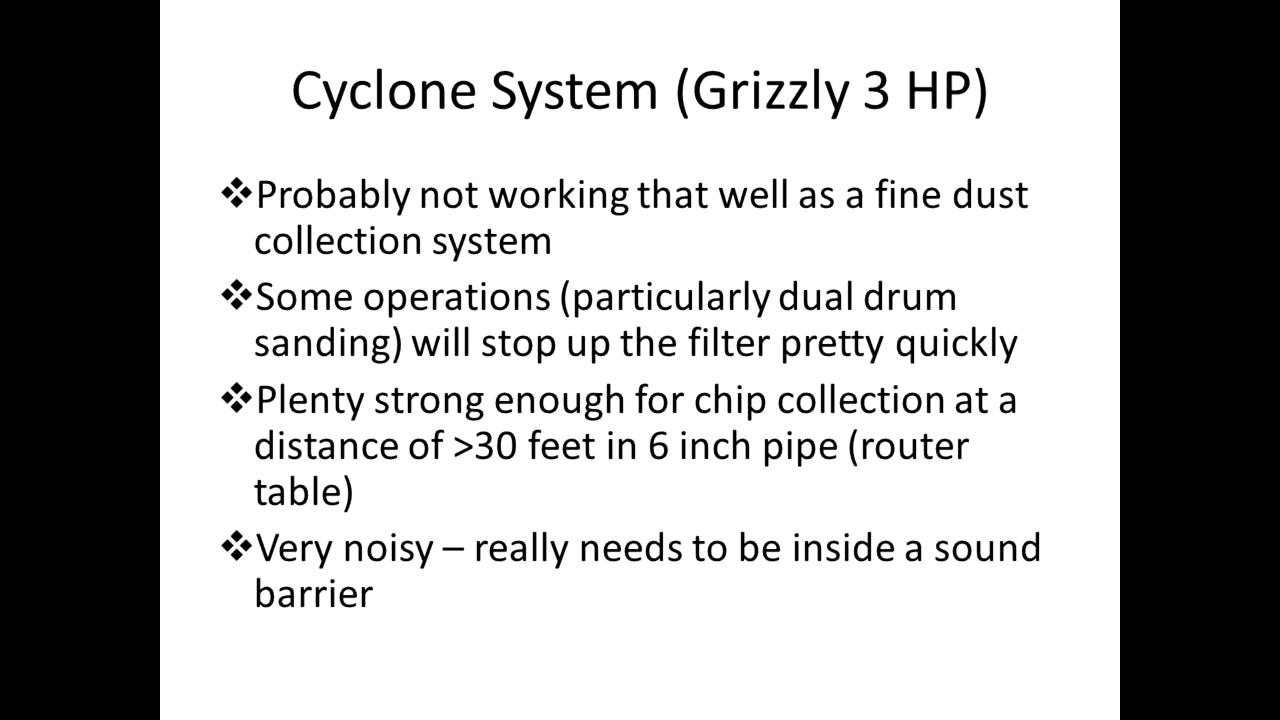 Cyclone System (Grizzly 3 HP)
❖Probably not working that well as a fine dust
collection system
❖Some operations (particularly dual drum
sanding) will stop up the filter pretty quickly
❖Plenty strong enough for chip collection at a
distance of >30 feet in 6 inch pipe (router
table)
❖Very noisy – really needs to be inside a sound
barrier